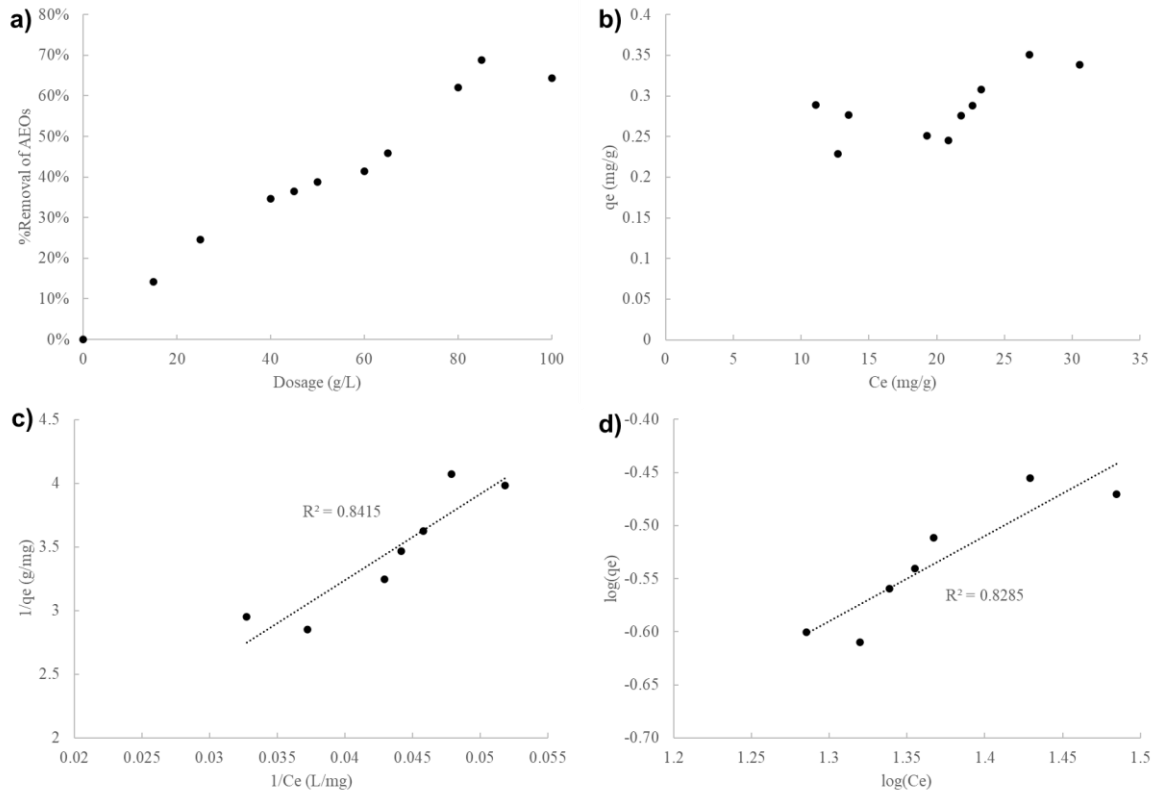 a)
80%
70%
60%
50%
40%
30%
20%
10%
0%
%Removal of AEOs
0 20 40 60 80 100
Dosage (g/L)
b)
0.4
0.35
0.3
0.25
0.2
0.15
0.1
0.05
0
qe (mg/g)
0 5 10 15 20 25 30 35
Ce (mg/g)
c)
4.5
4
3.5
3
2.5
2
1/qe (g/mg)
R² = 0.8415
0.02 0.025 0.03 0.035 0.04 0.045 0.05 0.055
1/Ce (L/mg)
d)
-0.40
-0.45
-0.50
-0.55
-0.60
-0.65
-0.70
log(qe)
R² = 0.8285
1.2 1.25 1.3 1.35 1.4 1.45 1.5
log(Ce)